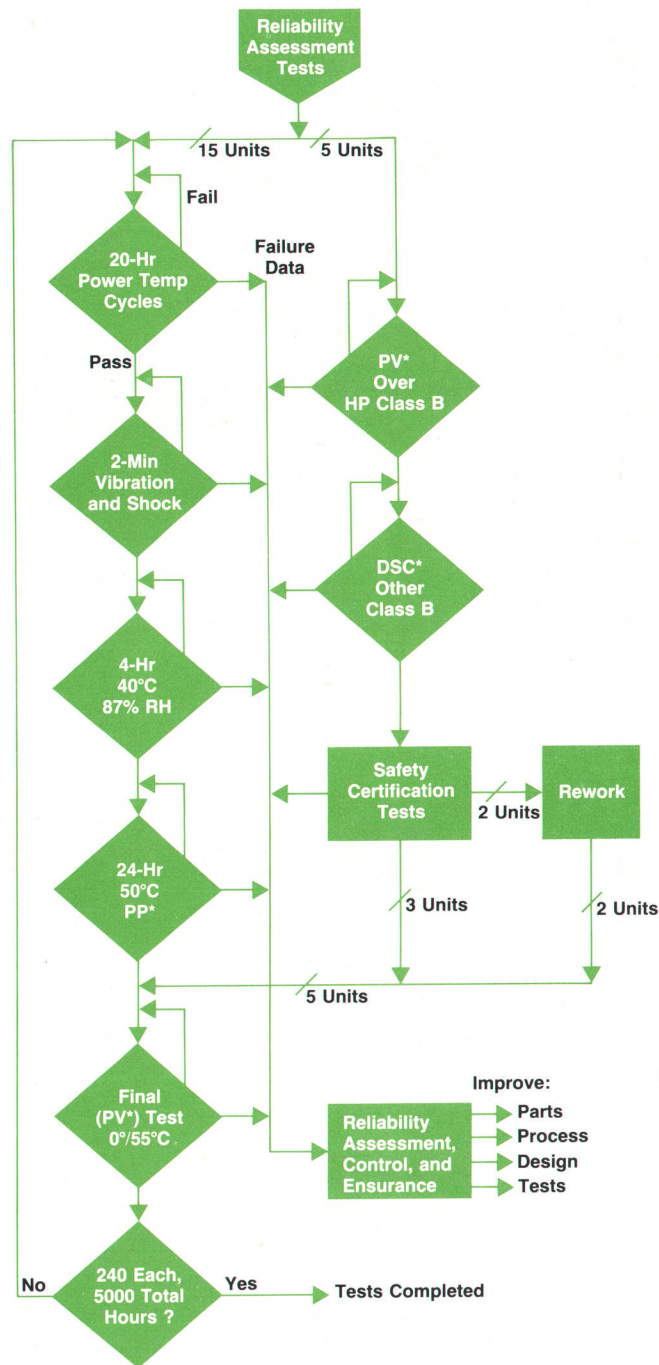 Reliability
Assessment
Tests
15 Units
5 Units
Fail
20-Hr
Power Temp
Cycles
Failure
Data
Pass
PV*
Over
HP Class B
2-Min
Vibration
and Shock
DSC*
Other
Class B
4-Hr
40°C
87% RH
Safety
Certification
Tests
2 Units
Rework
24-Hr
50°C
PP*
3 Units
2 Units
5 Units
Final
(PV*) Test
0°/55°C
Reliability
Assessment,
Control, and
Ensurance
Improve:
Parts
Process
Design
Tests
No
240 Each,
5000 Total
Hours ?
Yes
Tests Completed